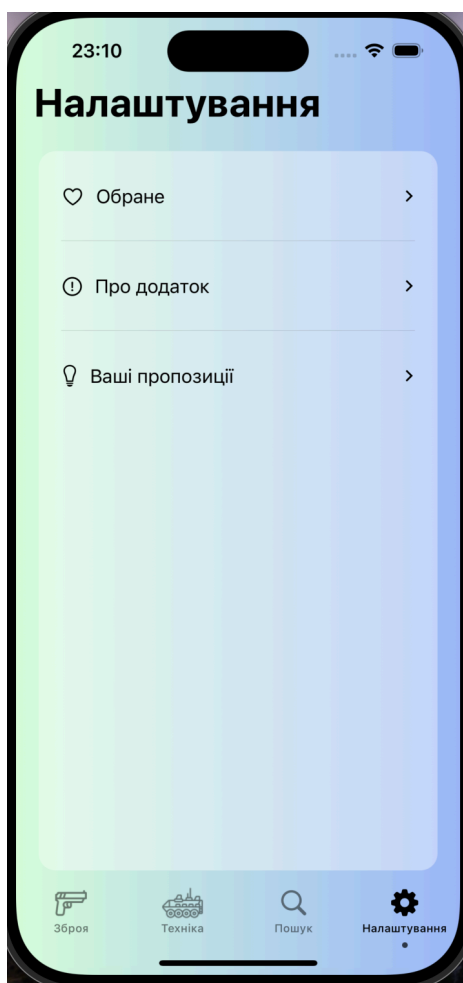 23:10
Налаштування
Обране
Про додаток
Ваші пропозиції
Зброя
Техніка
Пошук
Налаштування